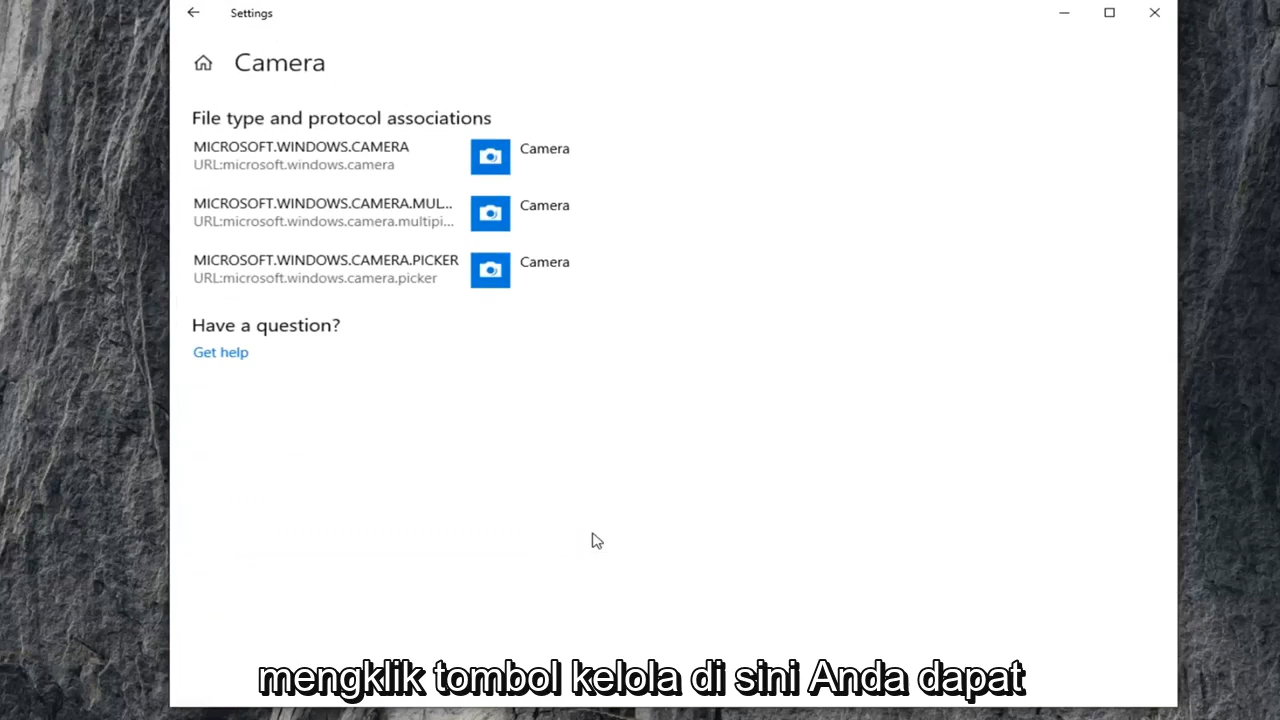 Settings
Camera
File type and protocol associations
MICROSOFT.WINDOWS.CAMERA
URL:microsoft.windows.camera
Camera
MICROSOFT.WINDOWS.CAMERA.MUL...
URL:microsoft.windows.camera.multipi...
Camera
MICROSOFT.WINDOWS.CAMERA.PICKER
URL:microsoft.windows.camera.picker
Camera
Have a question?
Get help
mengklik tombol kelola di sini Anda dapat